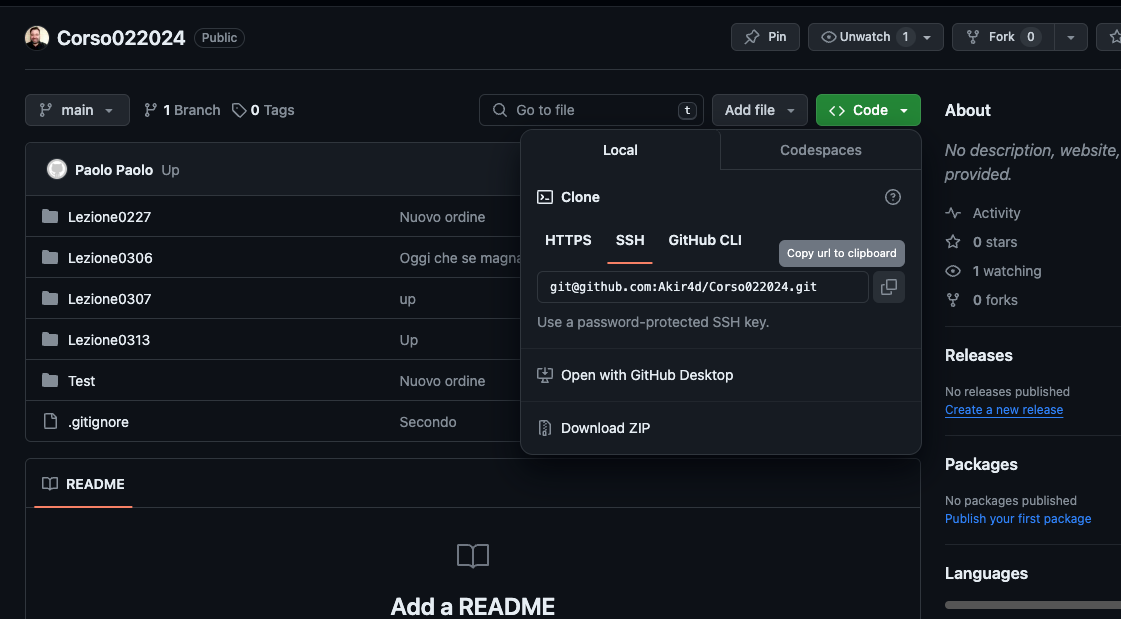 Corso022024 Public
Pin
Unwatch 1
Fork 0
main
1 Branch
0 Tags
Go to file t
Add file
Code
Local
Codespaces
Clone
HTTPS SSH GitHub CLI
Copy url to clipboard
git@github.com:Akir4d/Corso022024.git
Use a password-protected SSH key.
Open with GitHub Desktop
Download ZIP
Paolo Paolo Up
Lezione0227 Nuovo ordine
Lezione0306 Oggi che se magna
Lezione0307 up
Lezione0313 Up
Test Nuovo ordine
.gitignore Secondo
README
Add a README
About
No description, website,
provided.
Activity
0 stars
1 watching
0 forks
Releases
No releases published
Create a new release
Packages
No packages published
Publish your first package
Languages